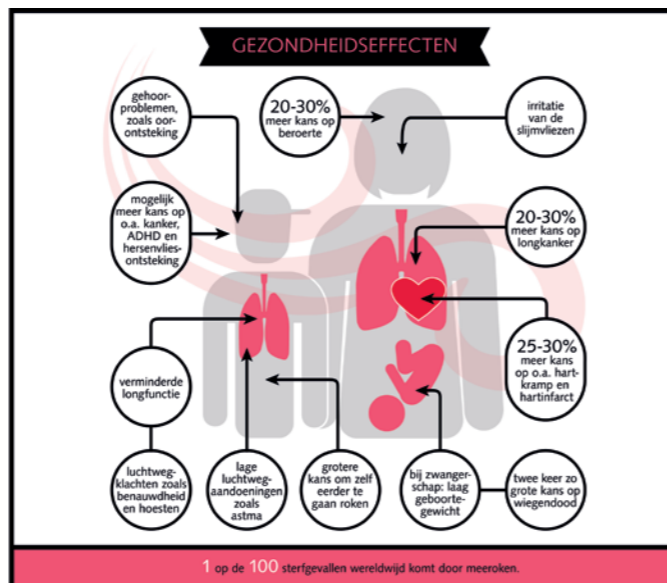 GEZONDHEIDSEFFECTEN
gehoor-
problemen,
zoals oor-
ontsteking
20-30%
meer kans op
beroerte
irritatie
van de
slijmvliezen
mogelijk
meer kans op
o.a. kanker,
ADHD en
hersenvlies-
ontsteking
20-30%
meer kans op
longkanker
verminderde
longfunctie
25-30%
meer kans
op o.a. hart-
kramp en
hartinfarct
luchtweg-
klachten zoals
benauwdheid
en hoesten
lage
luchtweg-
aandoeningen
zoals
astma
grotere
kans om zelf
eerder te
gaan roken
bij zwanger-
schap: laag
geboorte-
gewicht
twee keer zo
grote kans op
wiegendood
1 op de 100 sterfgevallen wereldwijd komt door meeroken.